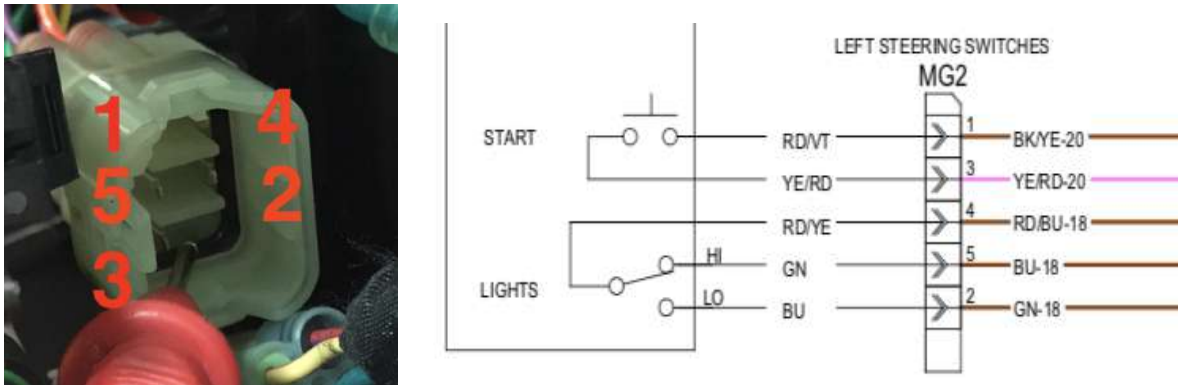 1 4
5 2
3
LEFT STEERING SWITCHES
MG2
START
RD/VT
1
BK/YE-20
YE/RD
3
YE/RD-20
RD/YE
4
RD/BU-18
LIGHTS
HI
GN
5
BU-18
LO
BU
2
GN-18